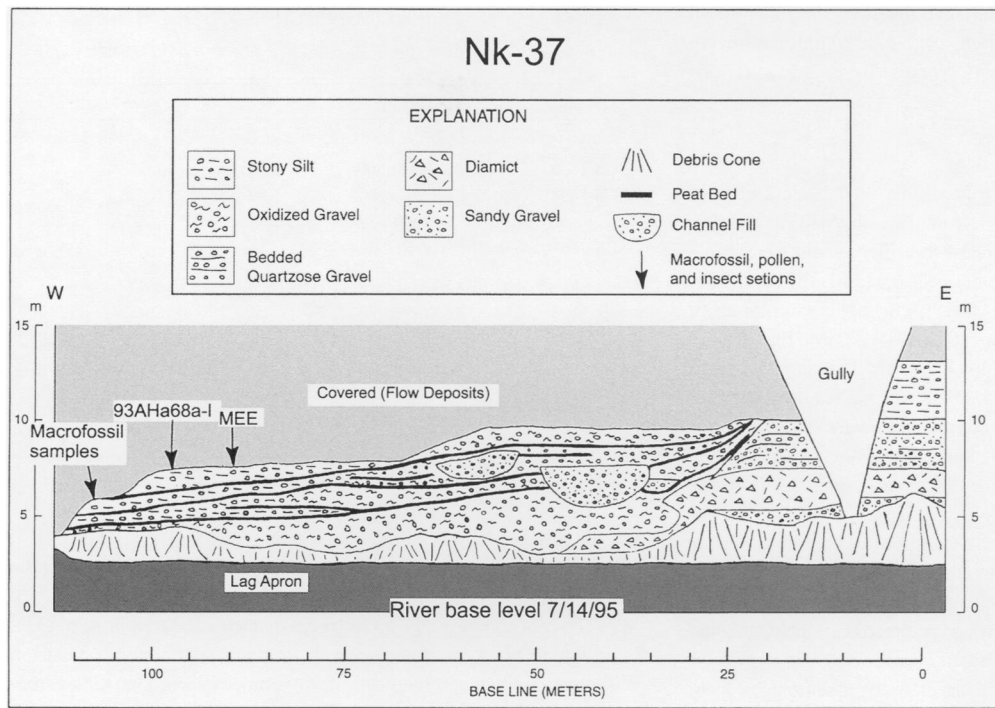 Nk-37
EXPLANATION
Stony Silt
Oxidized Gravel
Bedded
Quartzose Gravel
Diamict
Sandy Gravel
Debris Cone
Peat Bed
Channel Fill
Macrofossil, pollen,
and insect setions
W
E
m
m
15
10
5
0
15
10
5
0
Covered (Flow Deposits)
Gully
93AHa68a-l
MEE
Macrofossil
samples
Lag Apron
River base level 7/14/95
100
75
50
25
0
BASE LINE (METERS)